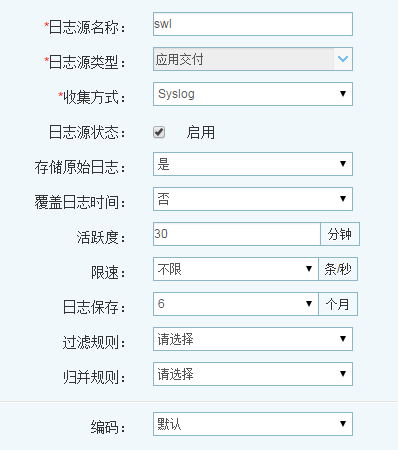 *日志源名称： swl
*日志源类型： 应用交付
*收集方式： Syslog
日志源状态： 启用
存储原始日志： 是
覆盖日志时间： 否
活跃度： 30 分钟
限速： 不限 条/秒
日志保存： 6 个月
过滤规则： 请选择
归并规则： 请选择
编码： 默认